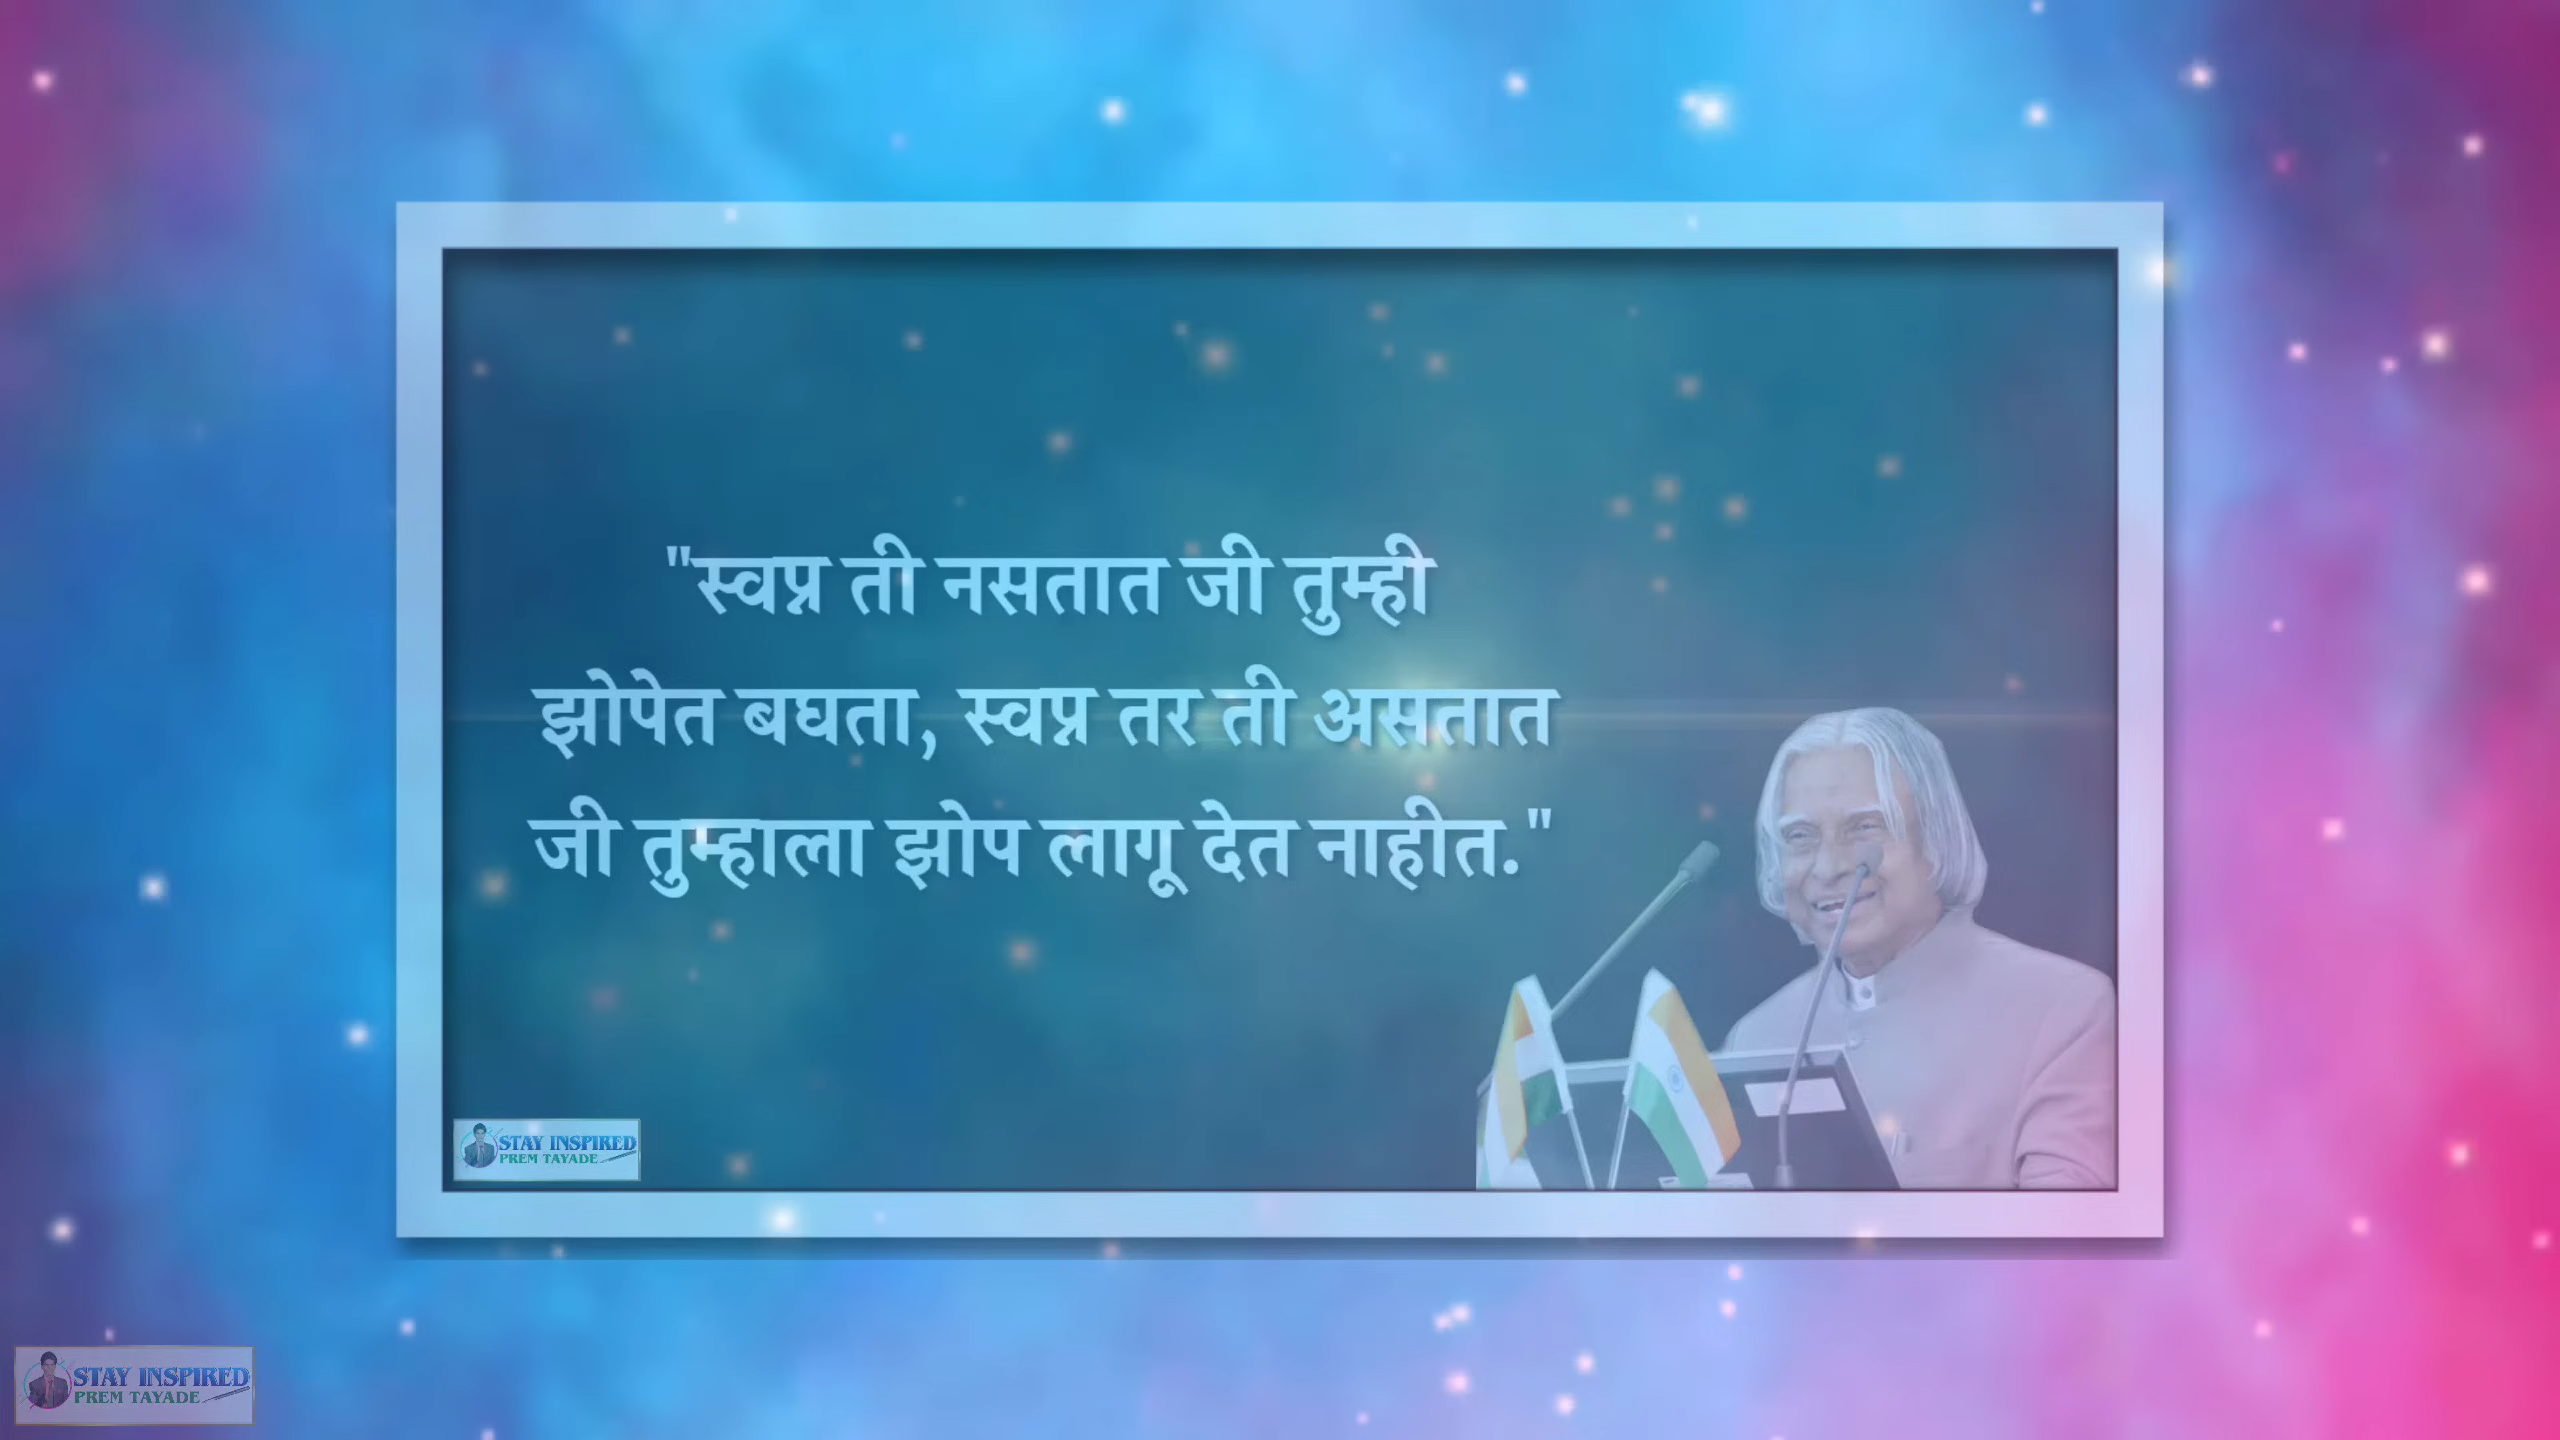 "स्वप्न ती नसतात जी तुम्ही
झोपेत बघता, स्वप्न तर ती असतात
जी तुम्हाला झोप लागू देत नाहीत."
STAY INSPIRED
PREM TAYADE
STAY INSPIRED
PREM TAYADE